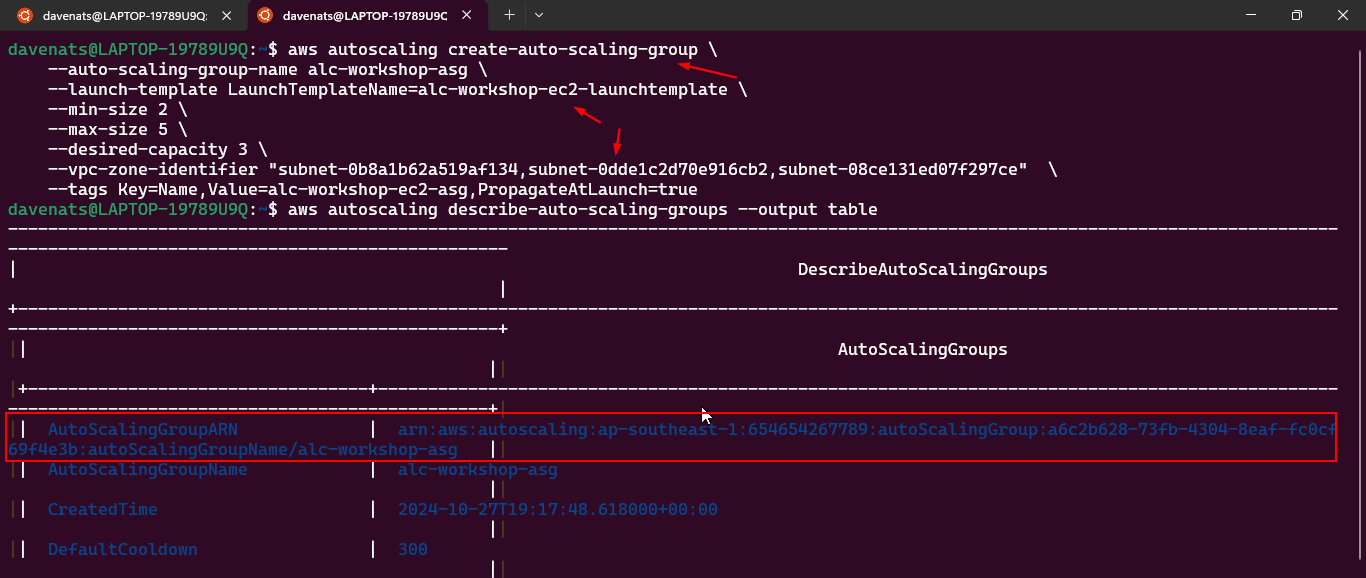 davenats@LAPTOP-19789U9Q:
davenats@LAPTOP-19789U9C
davenats@LAPTOP-19789U9Q:~$ aws autoscaling create-auto-scaling-group \
--auto-scaling-group-name alc-workshop-asg \
--launch-template LaunchTemplateName=alc-workshop-ec2-launchtemplate \
--min-size 2 \
--max-size 5 \
--desired-capacity 3 \
--vpc-zone-identifier "subnet-0b8a1b62a519af134,subnet-0dde1c2d70e916cb2,subnet-08ce131ed07f297ce" \
--tags Key=Name,Value=alc-workshop-ec2-asg,PropagateAtLaunch=true
davenats@LAPTOP-19789U9Q:~$ aws autoscaling describe-auto-scaling-groups --output table
DescribeAutoScalingGroups
AutoScalingGroups
|| AutoScalingGroupARN | arn:aws:autoscaling:ap-southeast-1:654654267789:autoScalingGroup:a6c2b628-73fb-4304-8eaf-fc0cf
69f4e3b:autoScalingGroupName/alc-workshop-asg ||
|| AutoScalingGroupName | alc-workshop-asg
|| CreatedTime | 2024-10-27T19:17:48.618000+00:00
|| DefaultCooldown | 300